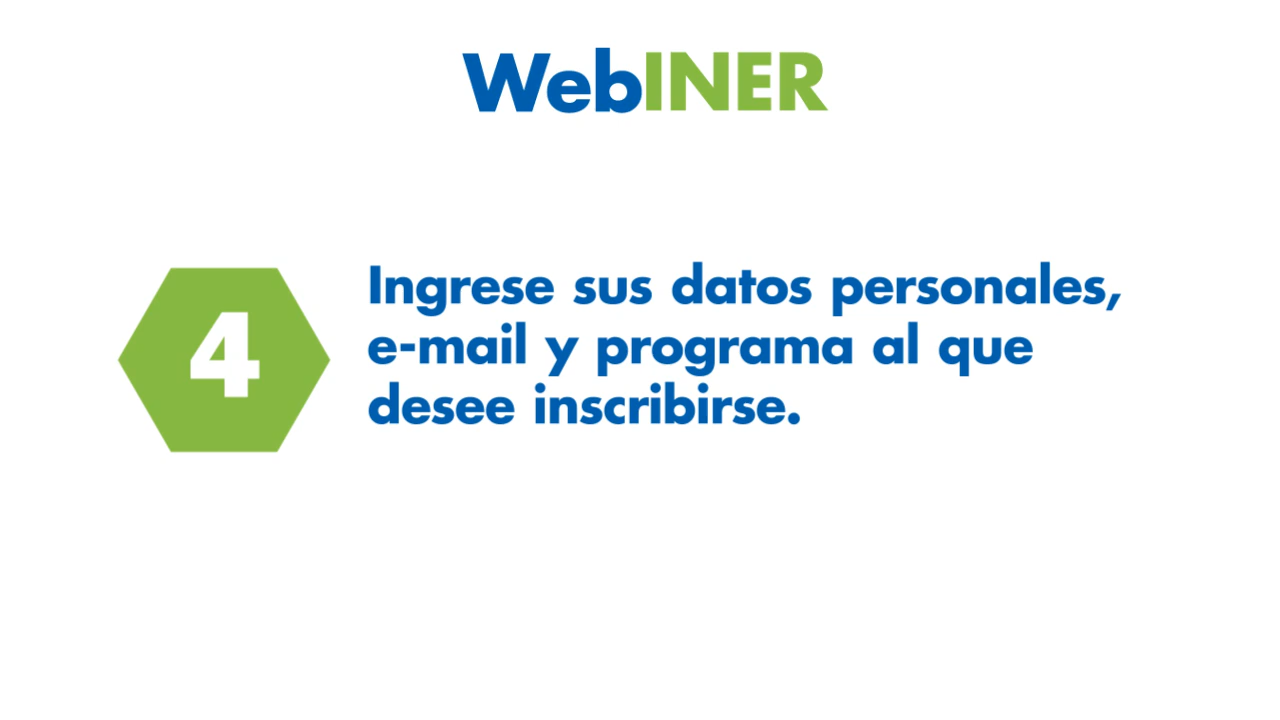 WebINER
4
Ingrese sus datos personales,
e-mail y programa al que
desee inscribirse.